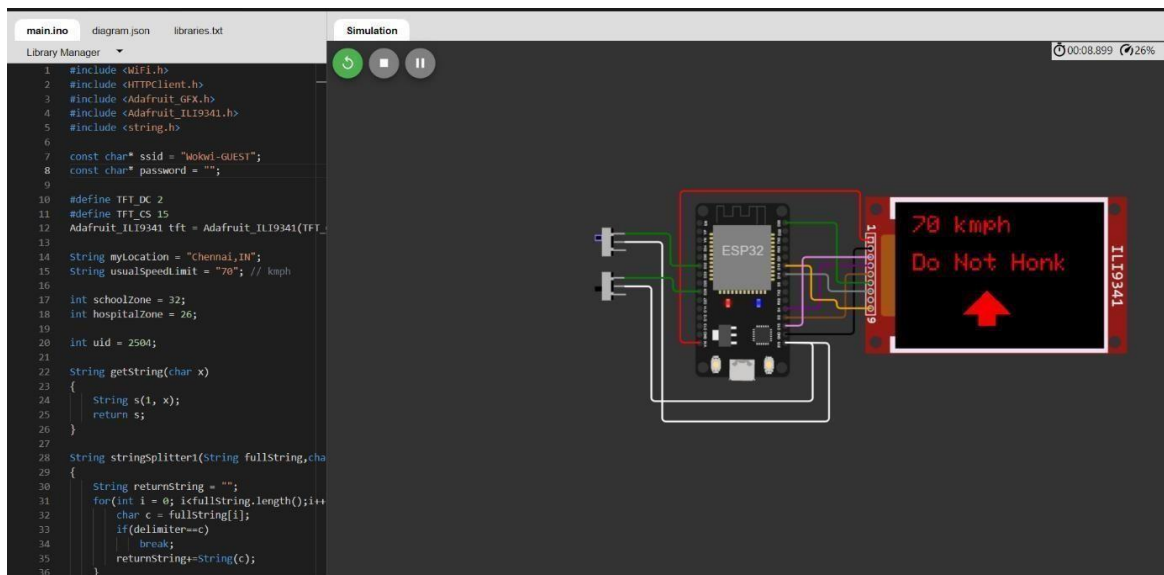 main.ino diagram.json libraries.txt
Library Manager
1 #include <WiFi.h>
2 #include <HTTPClient.h>
3 #include <Adafruit_GFX.h>
4 #include <Adafruit_ILI9341.h>
5 #include <string.h>
6
7 const char* ssid = "Wokwi-GUEST";
8 const char* password = "";
9
10 #define TFT_DC 2
11 #define TFT_CS 15
12 Adafruit_ILI9341 tft = Adafruit_ILI9341(TFT_
13
14 String myLocation = "Chennai,IN";
15 String usualSpeedLimit = "70"; // kmph
16
17 int schoolZone = 32;
18 int hospitalZone = 26;
19
20 int uid = 2504;
21
22 String getString(char x)
23 {
24 String s(1, x);
25 return s;
26 }
27
28 String stringSplitter1(String fullString,cha
29 {
30 String returnString = "";
31 for(int i = 0; i<fullString.length();i++
32 char c = fullString[i];
33 if(delimiter==c)
34 break;
35 returnString+=String(c);
36 }
Simulation
00:08.899 26%
ESP32
1
9
70 kmph
Do Not Honk
ILI9341